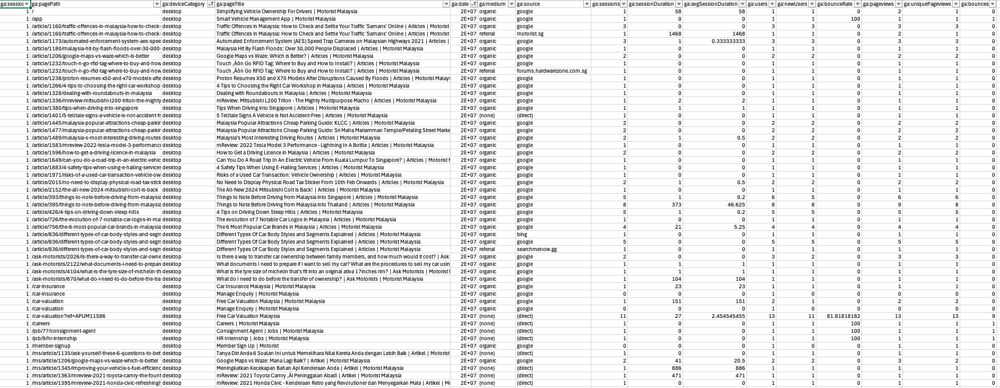 ga:session ga:pagePath ga:deviceCategory ga:pageTitle ga:date ga:medium ga:source ga:sessions ga:sessionDuration ga:avgSessionDuration ga:users ga:newUsers ga:bounceRate ga:pageviews ga:uniquePageviews ga:bounces
1 / desktop Simplifying Vehicle Ownership For Drivers | Motorist Malaysia 2E+07 organic google 1 58 58 1 1 0 2 1 0
1 /app desktop Smart Vehicle Management App | Motorist Malaysia 2E+07 organic google 1 0 0 1 1 100 1 1 1
1 /article/1160/traffic-offences-in-malaysia-how-to-check- desktop Traffic Offences in Malaysia: How to Check and Settle Your Traffic 'Samans' Online | Articles | Motorist 2E+07 organic google 3 0 0 3 3 0 3 3 0
1 /article/1160/traffic-offences-in-malaysia-how-to-check- desktop Traffic Offences in Malaysia: How to Check and Settle Your Traffic 'Samans' Online | Articles | Motorist 2E+07 referral motorist.sg 1 1468 1468 1 1 0 2 1 0
1 /article/1173/automated-enforcement-system-aes-spee desktop Automated Enforcement System (AES) Speed Trap Cameras on Malaysian Highways 2021 | Articles | 2E+07 organic google 3 1 0.333333333 3 3 0 3 3 0
1 /article/1180/malaysia-hit-by-flash-floods-over-30-000- desktop Malaysia Hit By Flash Floods: Over 30,000 People Displaced | Articles | Motorist Malaysia 2E+07 organic google 1 0 0 1 1 0 1 1 0
1 /article/1206/google-maps-vs-waze-which-is-better desktop Google Maps vs Waze: Which is Better? | Articles | Motorist Malaysia 2E+07 organic google 2 0 0 2 2 0 2 2 0
1 /article/1232/touch-n-go-rfid-tag-where-to-buy-and-how desktop Touch ‚Äôn Go RFID Tag: Where to Buy and How to Install? | Articles | Motorist Malaysia 2E+07 organic google 1 0 0 1 1 0 1 1 0
1 /article/1232/touch-n-go-rfid-tag-where-to-buy-and-how desktop Touch ‚Äôn Go RFID Tag: Where to Buy and How to Install? | Articles | Motorist Malaysia 2E+07 referral forums.hardwarezone.com.sg 1 0 0 1 1 0 1 1 0
1 /article/1238/proton-resumes-x50-and-x70-models-afte desktop Proton Resumes X50 and X70 Models After Disruptions Caused By Floods | Articles | Motorist Malays 2E+07 organic google 1 0 0 1 1 0 1 1 0
1 /article/1266/4-tips-to-choosing-the-right-car-workshop- desktop 4 Tips to Choosing the Right Car Workshop in Malaysia | Articles | Motorist Malaysia 2E+07 organic google 1 0 0 1 1 0 1 1 0
1 /article/1328/dealing-with-roundabouts-in-malaysia desktop Dealing with Roundabouts in Malaysia | Articles | Motorist Malaysia 2E+07 organic google 1 0 0 1 1 0 1 1 0
1 /article/1336/mreview-mitsubishi-l200-triton-the-mighty desktop mReview: Mitsubishi L200 Triton - The Mighty Multipurpose Macho | Articles | Motorist Malaysia 2E+07 organic google 1 2 2 1 1 0 1 1 0
1 /article/1380/tips-when-driving-into-singapore desktop Tips When Driving into Singapore | Articles | Motorist Malaysia 2E+07 organic google 1 1 1 1 1 0 1 1 0
1 /article/1401/5-telltale-signs-a-vehicle-is-not-accident-fr desktop 5 Telltale Signs A Vehicle is Not Accident-Free | Articles | Motorist Malaysia 2E+07 (none) (direct) 1 0 0 1 1 0 1 1 0
1 /article/1445/malaysia-popular-attractions-cheap-parkin desktop Malaysia Popular Attractions Cheap Parking Guide: KLCC | Articles | Motorist Malaysia 2E+07 organic google 2 0 0 2 2 0 2 2 0
1 /article/1477/malaysia-popular-attractions-cheap-parkin desktop Malaysia Popular Attractions Cheap Parking Guide: Sri Maha Mariamman Temple/Petaling Street Marke 2E+07 organic google 2 0 0 2 2 0 2 2 0
1 /article/1489/malaysia-s-most-interesting-driving-routes desktop Malaysia's Most Interesting Driving Routes | Articles | Motorist Malaysia 2E+07 organic google 2 1 0.5 2 2 0 2 2 0
1 /article/1583/mreview-2022-tesla-model-3-performance desktop mReview: 2022 Tesla Model 3 Performance - Lightning In A Bottle | Articles | Motorist Malaysia 2E+07 organic google 1 0 0 1 1 0 1 1 0
1 /article/1596/how-to-get-a-driving-licence-in-malaysia desktop How to Get a Driving Licence in Malaysia | Articles | Motorist Malaysia 2E+07 organic google 2 0 0 2 2 0 2 2 0
1 /article/1649/can-you-do-a-road-trip-in-an-electric-vehic desktop Can You Do A Road Trip In An Electric Vehicle From Kuala Lumpur To Singapore? | Articles | Motorist M 2E+07 organic google 1 0 0 1 1 0 1 1 0
1 /article/1883/4-safety-tips-when-using-e-hailing-services desktop 4 Safety Tips When Using E-Hailing Services | Articles | Motorist Malaysia 2E+07 organic google 1 0 0 1 1 0 1 1 0
1 /article/1971/risks-of-a-used-car-transaction-vehicle-ow desktop Risks of a Used Car Transaction: Vehicle Ownership | Articles | Motorist Malaysia 2E+07 organic google 1 0 0 1 1 0 1 1 0
1 /article/2015/no-need-to-display-physical-road-tax-stick desktop No Need to Display Physical Road Tax Sticker From 10th Feb Onwards | Articles | Motorist Malaysia 2E+07 organic google 2 1 0.5 2 2 0 2 2 0
1 /article/2152/the-all-new-2024-mitsubishi-colt-is-back desktop The All-New 2024 Mitsubishi Colt is Back! | Articles | Motorist Malaysia 2E+07 organic google 1 0 0 1 1 0 1 1 0
1 /article/393/things-to-note-before-driving-from-malaysia desktop Things to Note Before Driving from Malaysia into Singapore | Articles | Motorist Malaysia 2E+07 organic google 5 1 0.2 6 5 0 6 6 0
1 /article/395/things-to-note-before-driving-from-malaysia desktop Things to Note Before Driving from Malaysia into Thailand | Articles | Motorist Malaysia 2E+07 organic google 8 373 46.625 8 8 0 9 8 0
1 /article/426/4-tips-on-driving-down-steep-hills desktop 4 Tips on Driving Down Steep Hills | Articles | Motorist Malaysia 2E+07 organic google 5 1 0.2 5 5 0 5 5 0
1 /article/726/the-evolution-of-7-notable-car-logos-in-mal desktop The evolution of 7 Notable Car Logos in Malaysia | Articles | Motorist Malaysia 2E+07 organic google 1 0 0 1 1 0 1 1 0
1 /article/756/the-6-most-popular-car-brands-in-malaysia desktop The 6 Most Popular Car Brands in Malaysia | Articles | Motorist Malaysia 2E+07 organic google 4 21 5.25 4 4 0 4 4 0
1 /article/836/different-types-of-car-body-styles-and-segm desktop Different Types Of Car Body Styles and Segments Explained | Articles | Motorist Malaysia 2E+07 organic bing 1 0 0 1 1 0 1 1 0
1 /article/836/different-types-of-car-body-styles-and-segm desktop Different Types Of Car Body Styles and Segments Explained | Articles | Motorist Malaysia 2E+07 organic google 5 0 0 5 5 0 5 5 0
1 /article/836/different-types-of-car-body-styles-and-segm desktop Different Types Of Car Body Styles and Segments Explained | Articles | Motorist Malaysia 2E+07 referral searchmenow.gg 1 0 0 1 1 0 1 1 0
1 /ask-motorists/2026/is-there-a-way-to-transfer-car-owne desktop Is there a way to transfer car ownership between family members, and how much would it cost? | Ask 2E+07 organic google 2 0 0 3 2 0 3 3 0
1 /ask-motorists/2122/what-documents-i-need-to-prepare desktop What documents I need to prepare if I want to sell my car? What are the procedures to sell my car usin 2E+07 organic google 1 1 1 1 1 0 1 1 0
1 /ask-motorists/4104/what-is-the-tyre-size-of-michelin-th desktop What is the tyre size of michelin that's fit into an original ativa 17inches rim? | Ask Motorists | Motorist M 2E+07 organic google 1 1 1 1 1 0 1 1 0
1 /ask-motorists/670/what-do-i-need-to-do-before-the-tra desktop What do I need to do before the transfer of ownership? | Ask Motorists | Motorist Malaysia 2E+07 organic google 1 104 104 1 1 0 1 1 0
1 /car-insurance desktop Car Insurance Malaysia | Motorist Malaysia 2E+07 organic google 1 23 23 1 1 0 1 1 0
1 /car-insurance desktop Manage Enquiry | Motorist Malaysia 2E+07 organic google 0 0 0 1 0 0 0 0 0
1 /car-valuation desktop Free Car Valuation Malaysia | Motorist Malaysia 2E+07 organic google 1 151 151 2 1 0 2 2 0
1 /car-valuation desktop Manage Enquiry | Motorist Malaysia 2E+07 organic google 0 0 0 1 0 0 0 0 0
1 /car-valuation?ref=APUM11586 desktop Free Car Valuation Malaysia 2E+07 (none) (direct) 11 27 2.454545455 13 11 81.81818182 13 13 9
1 /careers desktop Careers | Motorist Malaysia 2E+07 (none) (direct) 1 0 0 1 1 100 1 1 1
1 /job/77/consignment-agent desktop Consignment Agent | Jobs | Motorist Malaysia 2E+07 (none) (direct) 1 0 0 1 1 100 1 1 1
1 /job/9/hr-internship desktop HR Internship | Jobs | Motorist Malaysia 2E+07 (none) (direct) 1 0 0 1 1 100 1 1 1
1 /member-signup desktop Member Sign Up | Motorist 2E+07 organic google 0 0 0 1 0 0 1 1 0
1 /ms/article/1135/ask-yourself-these-6-questions-to-bet desktop Tanya Diri Anda 6 Soalan Ini untuk Memelihara Nilai Kereta Anda dengan Lebih Baik | Artikel | Motorist 2E+07 (none) (direct) 1 0 0 1 1 0 1 1 0
1 /ms/article/1206/google-maps-vs-waze-which-is-better desktop Google Maps vs Waze: Mana Lagi Baik? | Artikel | Motorist Malaysia 2E+07 organic google 2 41 20.5 2 2 0 3 2 0
1 /ms/article/1345/improving-your-vehicle-s-fuel-efficienc desktop Meningkatkan Kecekapan Bahan Api Kenderaan Anda | Artikel | Motorist Malaysia 2E+07 (none) (direct) 1 886 886 1 1 0 1 1 0
1 /ms/article/1363/mreview-2021-toyota-camry-the-fount desktop mReview: 2021 Toyota Camry ‚Äì Peninggalan Abadi | Artikel | Motorist Malaysia 2E+07 (none) (direct) 1 471 471 1 1 0 1 1 0
1 /ms/article/1395/mreview-2021-honda-civic-refreshingl desktop mReview: 2021 Honda Civic - Kenderaan Retro yang Revolutioner dan Menyegarkan Mata | Artikel | Mo 2E+07 (none) (direct) 1 0 0 1 1 0 1 1 0